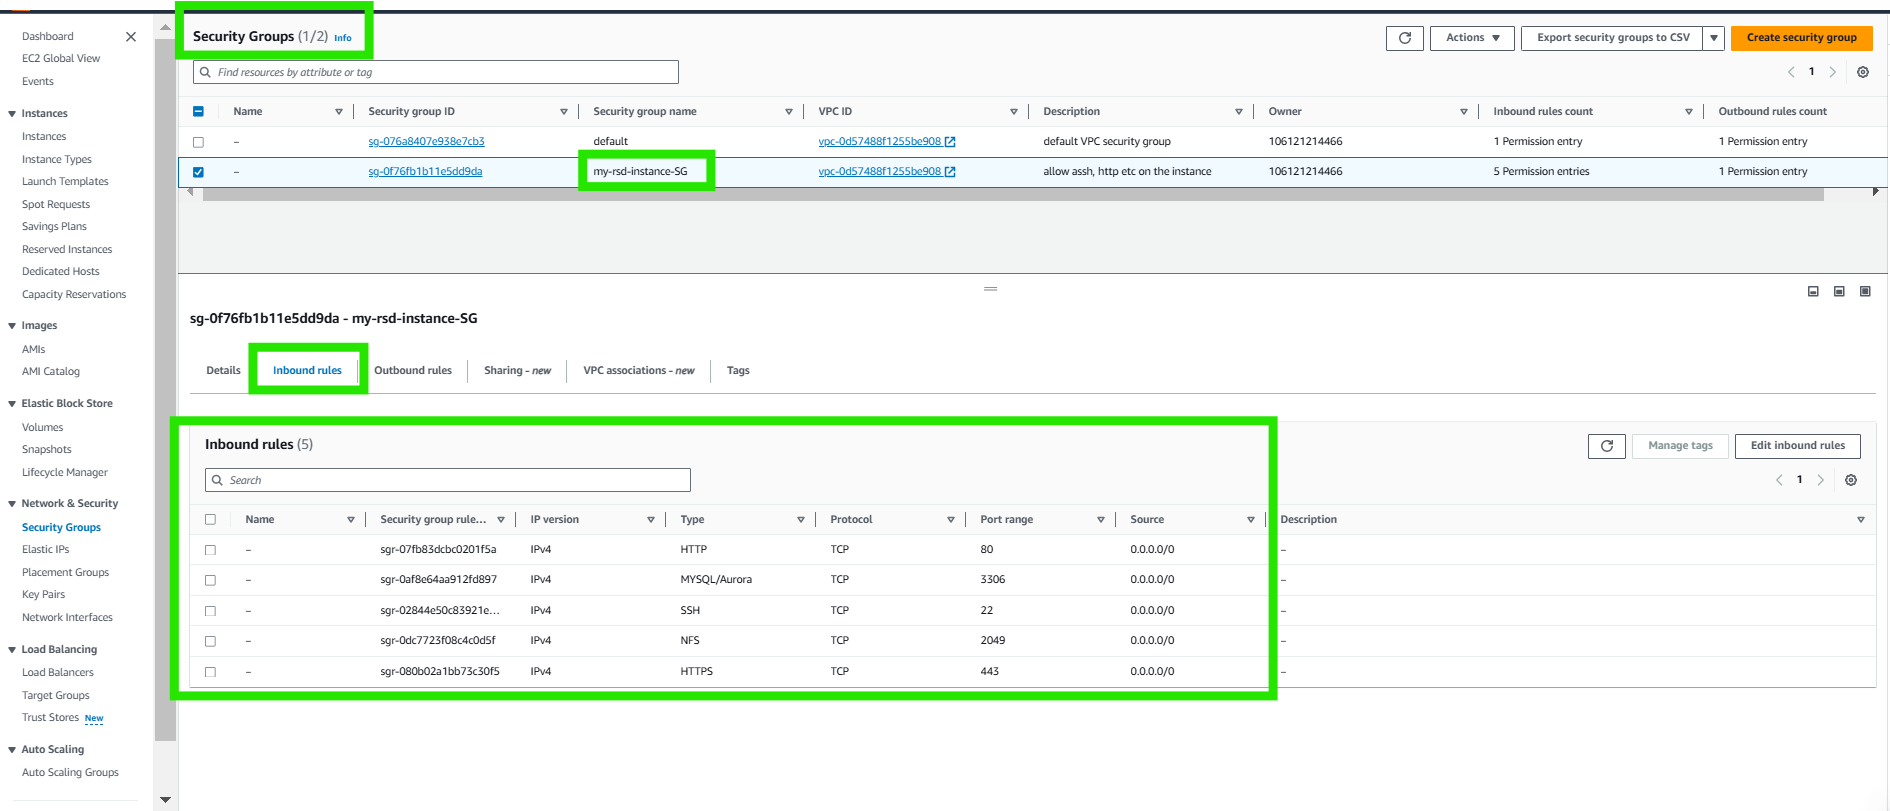 Dashboard
EC2 Global View
Events
Instances
Instances
Instance Types
Launch Templates
Spot Requests
Savings Plans
Reserved Instances
Dedicated Hosts
Capacity Reservations
Images
AMIs
AMI Catalog
Elastic Block Store
Volumes
Snapshots
Lifecycle Manager
Network & Security
Security Groups
Elastic IPs
Placement Groups
Key Pairs
Network Interfaces
Load Balancing
Load Balancers
Target Groups
Trust Stores New
Auto Scaling
Auto Scaling Groups
Security Groups (1/2) Info
Actions Export security groups to CSV Create security group
Find resources by attribute or tag
1
Name Security group ID Security group name VPC ID Description Owner Inbound rules count Outbound rules count
– sg-076a8407e938e7cb3 default vpc-0d57488f1255be908 default VPC security group 106121214466 1 Permission entry 1 Permission entry
– sg-0f76fb1b11e5dd9da my-rsd-instance-SG vpc-0d57488f1255be908 allow assh, http etc on the instance 106121214466 5 Permission entries 1 Permission entry
sg-0f76fb1b11e5dd9da - my-rsd-instance-SG
Details Inbound rules Outbound rules Sharing - new VPC associations - new Tags
Inbound rules (5)
Manage tags Edit inbound rules
Search
1
Name Security group rule... IP version Type Protocol Port range Source Description
– sgr-07fb83dcbc0201f5a IPv4 HTTP TCP 80 0.0.0.0/0 –
– sgr-0af8e64aa912fd897 IPv4 MYSQL/Aurora TCP 3306 0.0.0.0/0 –
– sgr-02844e50c83921e... IPv4 SSH TCP 22 0.0.0.0/0 –
– sgr-0dc7723f08c4c0d5f IPv4 NFS TCP 2049 0.0.0.0/0 –
– sgr-080b02a1bb73c30f5 IPv4 HTTPS TCP 443 0.0.0.0/0 –